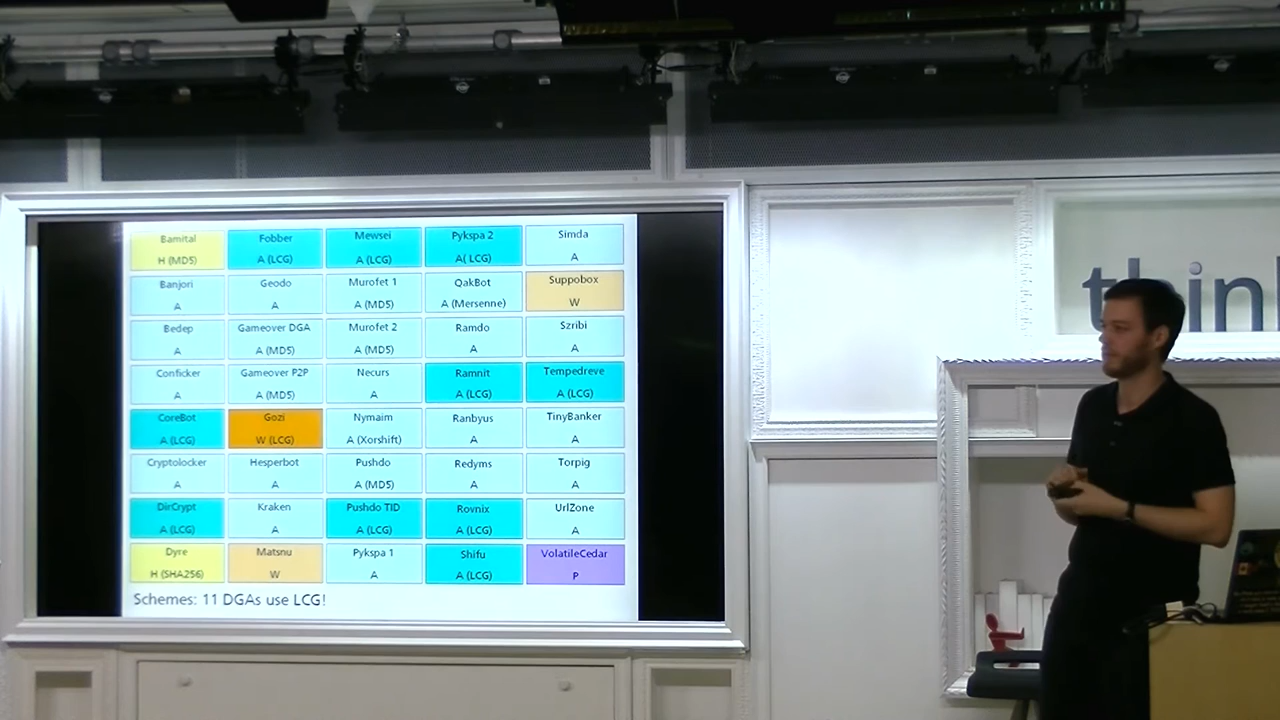 Bamital
H (MD5)
Fobber
A (LCG)
Mewsei
A (LCG)
Pykspa 2
A( LCG)
Simda
A
Banjori
A
Geodo
A
Murofet 1
A (MD5)
QakBot
A (Mersenne)
Suppobox
W
Bedep
A
Gameover DGA
A (MD5)
Murofet 2
A (MD5)
Ramdo
A
Szribi
A
Conficker
A
Gameover P2P
A (MD5)
Necurs
A
Ramnit
A (LCG)
Tempedreve
A (LCG)
CoreBot
A (LCG)
Gozi
W (LCG)
Nymaim
A (Xorshift)
Ranbyus
A
TinyBanker
A
Cryptolocker
A
Hesperbot
A
Pushdo
A (MD5)
Redyms
A
Torpig
A
DirCrypt
A (LCG)
Kraken
A
Pushdo TID
A (LCG)
Rovnix
A (LCG)
UrlZone
A
Dyre
H (SHA256)
Matsnu
W
Pykspa 1
A
Shifu
A (LCG)
VolatileCedar
P
Schemes: 11 DGAs use LCG!
thin